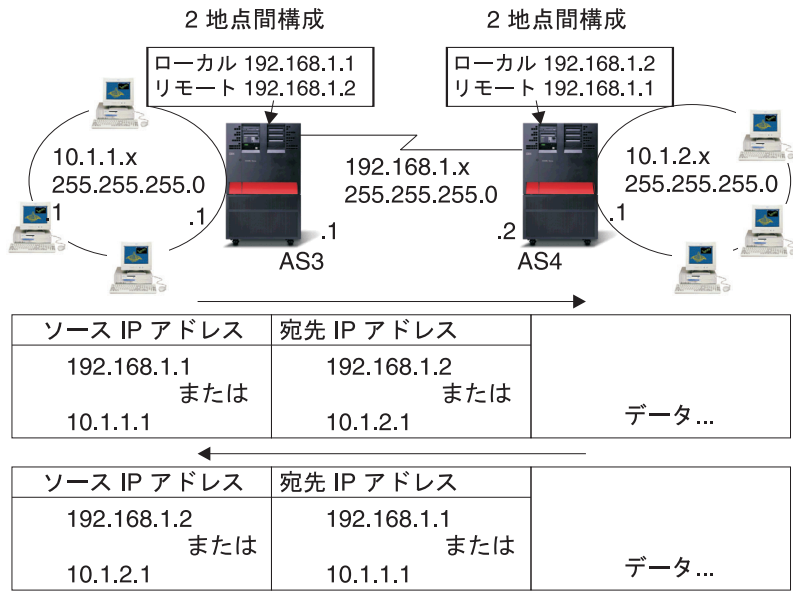 2 地点間構成
2 地点間構成
ローカル 192.168.1.1
リモート 192.168.1.2
ローカル 192.168.1.2
リモート 192.168.1.1
10.1.1.x
255.255.255.0
.1
.1
192.168.1.x
255.255.255.0
.1
.2
10.1.2.x
255.255.255.0
.1
AS3
AS4
ソース IP アドレス
宛先 IP アドレス
192.168.1.1
または
10.1.1.1
192.168.1.2
または
10.1.2.1
データ...
ソース IP アドレス
宛先 IP アドレス
192.168.1.2
または
10.1.2.1
192.168.1.1
または
10.1.1.1
データ...